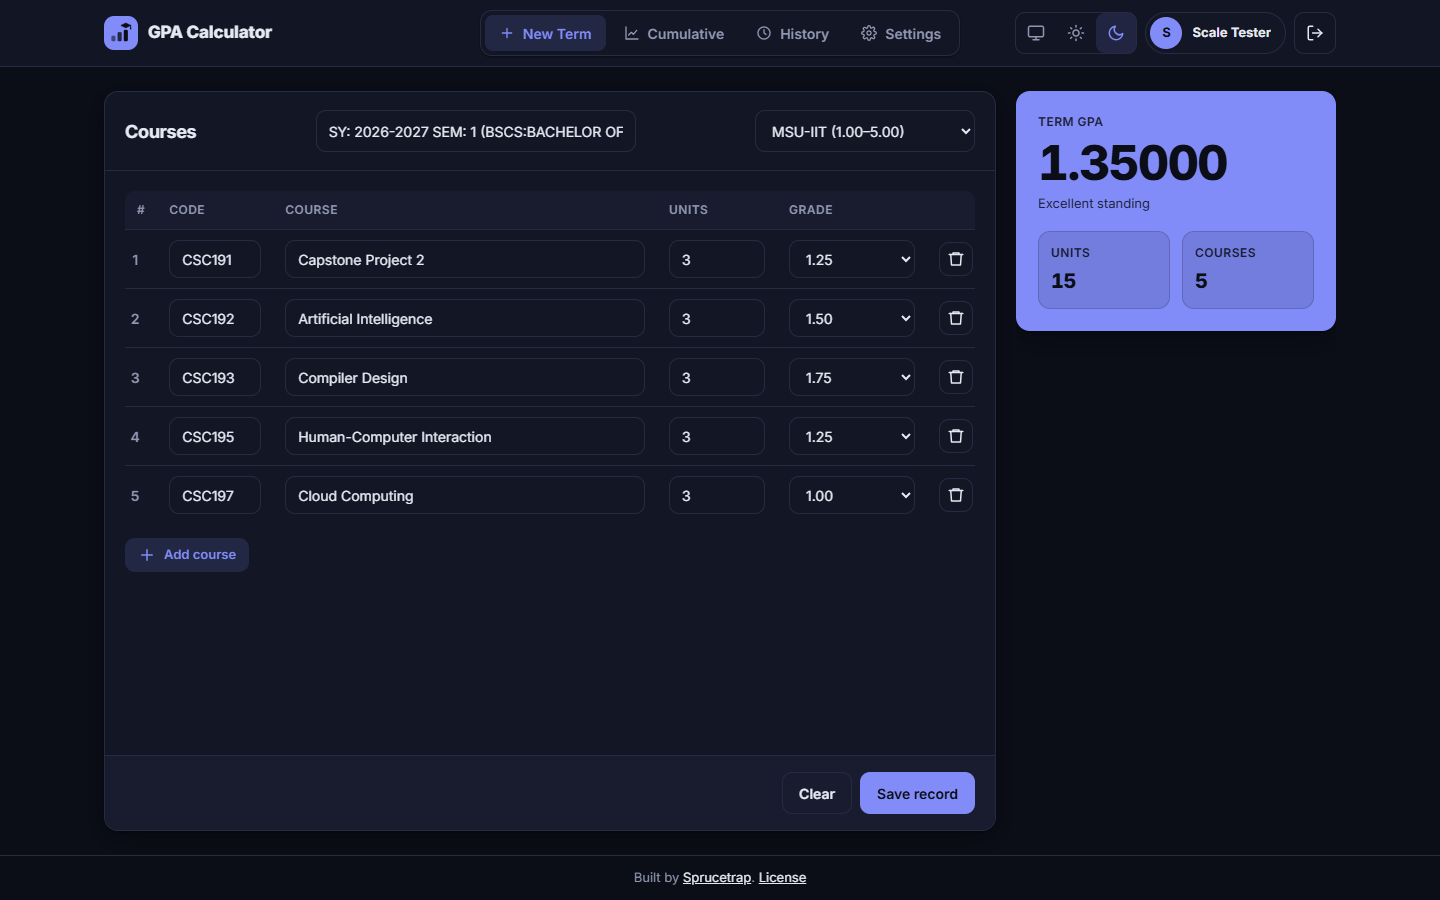 GPA Calculator
New Term
Cumulative
History
Settings
S
Scale Tester
Courses
SY: 2026-2027 SEM: 1 (BSCS:BACHELOR OF
MSU-IIT (1.00–5.00)
# CODE COURSE UNITS GRADE
1 CSC191 Capstone Project 2 3 1.25
2 CSC192 Artificial Intelligence 3 1.50
3 CSC193 Compiler Design 3 1.75
4 CSC195 Human-Computer Interaction 3 1.25
5 CSC197 Cloud Computing 3 1.00
Add course
Clear
Save record
TERM GPA
1.35000
Excellent standing
UNITS
15
COURSES
5
Built by Sprucetrap. License